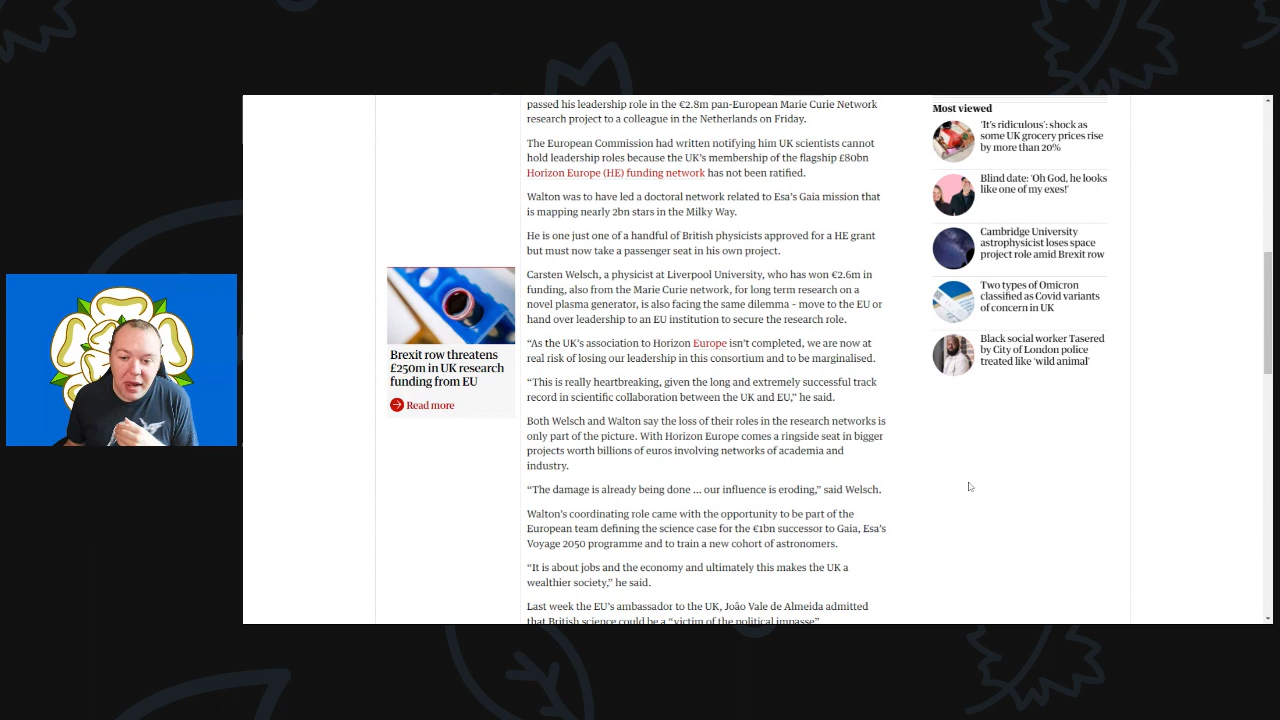 passed his leadership role in the €2.8m pan-European Marie Curie Network
research project to a colleague in the Netherlands on Friday.
The European Commission had written notifying him UK scientists cannot
hold leadership roles because the UK's membership of the flagship £80bn
Horizon Europe (HE) funding network has not been ratified.
Walton was to have led a doctoral network related to Esa's Gaia mission that
is mapping nearly 2bn stars in the Milky Way.
He is one just one of a handful of British physicists approved for a HE grant
but must now take a passenger seat in his own project.
Carsten Welsch, a physicist at Liverpool University, who has won €2.6m in
funding, also from the Marie Curie network, for long term research on a
novel plasma generator, is also facing the same dilemma – move to the EU or
hand over leadership to an EU institution to secure the research role.
“As the UK's association to Horizon Europe isn't completed, we are now at
real risk of losing our leadership in this consortium and to be marginalised.
“This is really heartbreaking, given the long and extremely successful track
record in scientific collaboration between the UK and EU,” he said.
Both Welsch and Walton say the loss of their roles in the research networks is
only part of the picture. With Horizon Europe comes a ringside seat in bigger
projects worth billions of euros involving networks of academia and
industry.
“The damage is already being done ... our influence is eroding,” said Welsch.
Walton's coordinating role came with the opportunity to be part of the
European team defining the science case for the €1bn successor to Gaia, Esa's
Voyage 2050 programme and to train a new cohort of astronomers.
“It is about jobs and the economy and ultimately this makes the UK a
wealthier society,” he said.
Last week the EU's ambassador to the UK, João Vale de Almeida admitted
that British science could be a “victim of the political impasse”
Brexit row threatens
£250m in UK research
funding from EU
Read more
Most viewed
'It's ridiculous': shock as
some UK grocery prices rise
by more than 20%
Blind date: 'Oh God, he looks
like one of my exes!'
Cambridge University
astrophysicist loses space
project role amid Brexit row
Two types of Omicron
classified as Covid variants
of concern in UK
Black social worker Tasered
by City of London police
treated like 'wild animal'